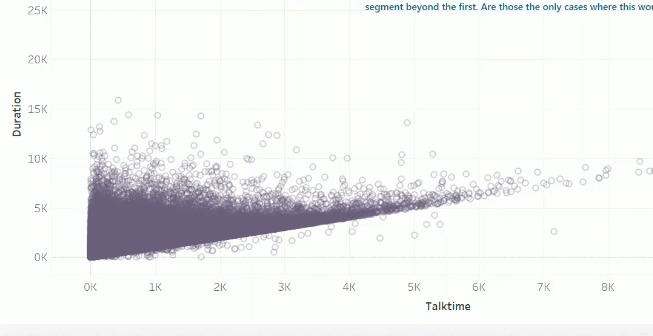 segment beyond the first. Are those the only cases where this wou
25K
20K
15K
10K
5K
0K
Duration
0K 1K 2K 3K 4K 5K 6K 7K 8K
Talktime